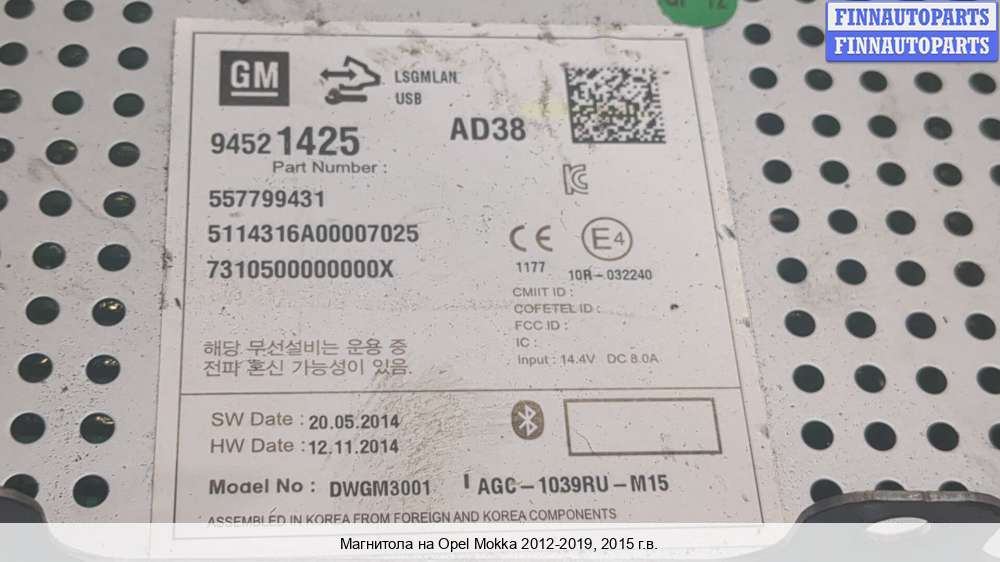 FINNAUTOPARTS
FINNAUTOPARTS
GM
LSGMLAN
USB
94521425
AD38
Part Number :
557799431
5114316A00007025
7310500000000X
CE
E4
1177
10R-032240
CMIIT ID :
COFETEL ID :
FCC ID :
IC :
Input : 14.4V DC 8.0A
해당 무선설비는 운용 중
전파 혼신 가능성이 있음.
SW Date : 20.05.2014
HW Date : 12.11.2014
Model No : DWGM3001
AGC-1039RU-M15
ASSEMBLED IN KOREA FROM FOREIGN AND KOREA COMPONENTS
Магнитола на Opel Mokka 2012-2019, 2015 г.в.